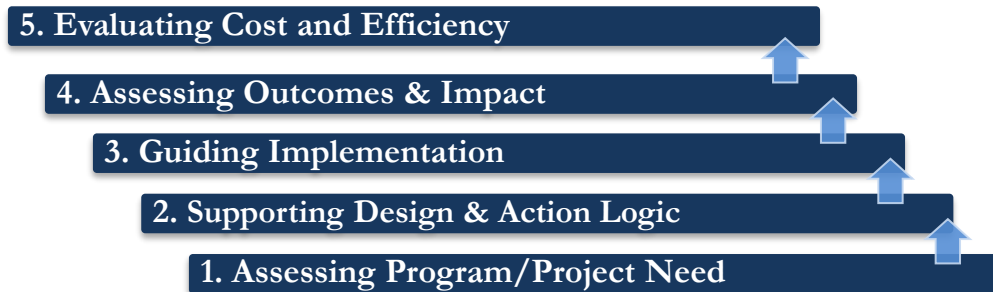 5. Evaluating Cost and Efficiency
4. Assessing Outcomes & Impact
3. Guiding Implementation
2. Supporting Design & Action Logic
1. Assessing Program/Project Need